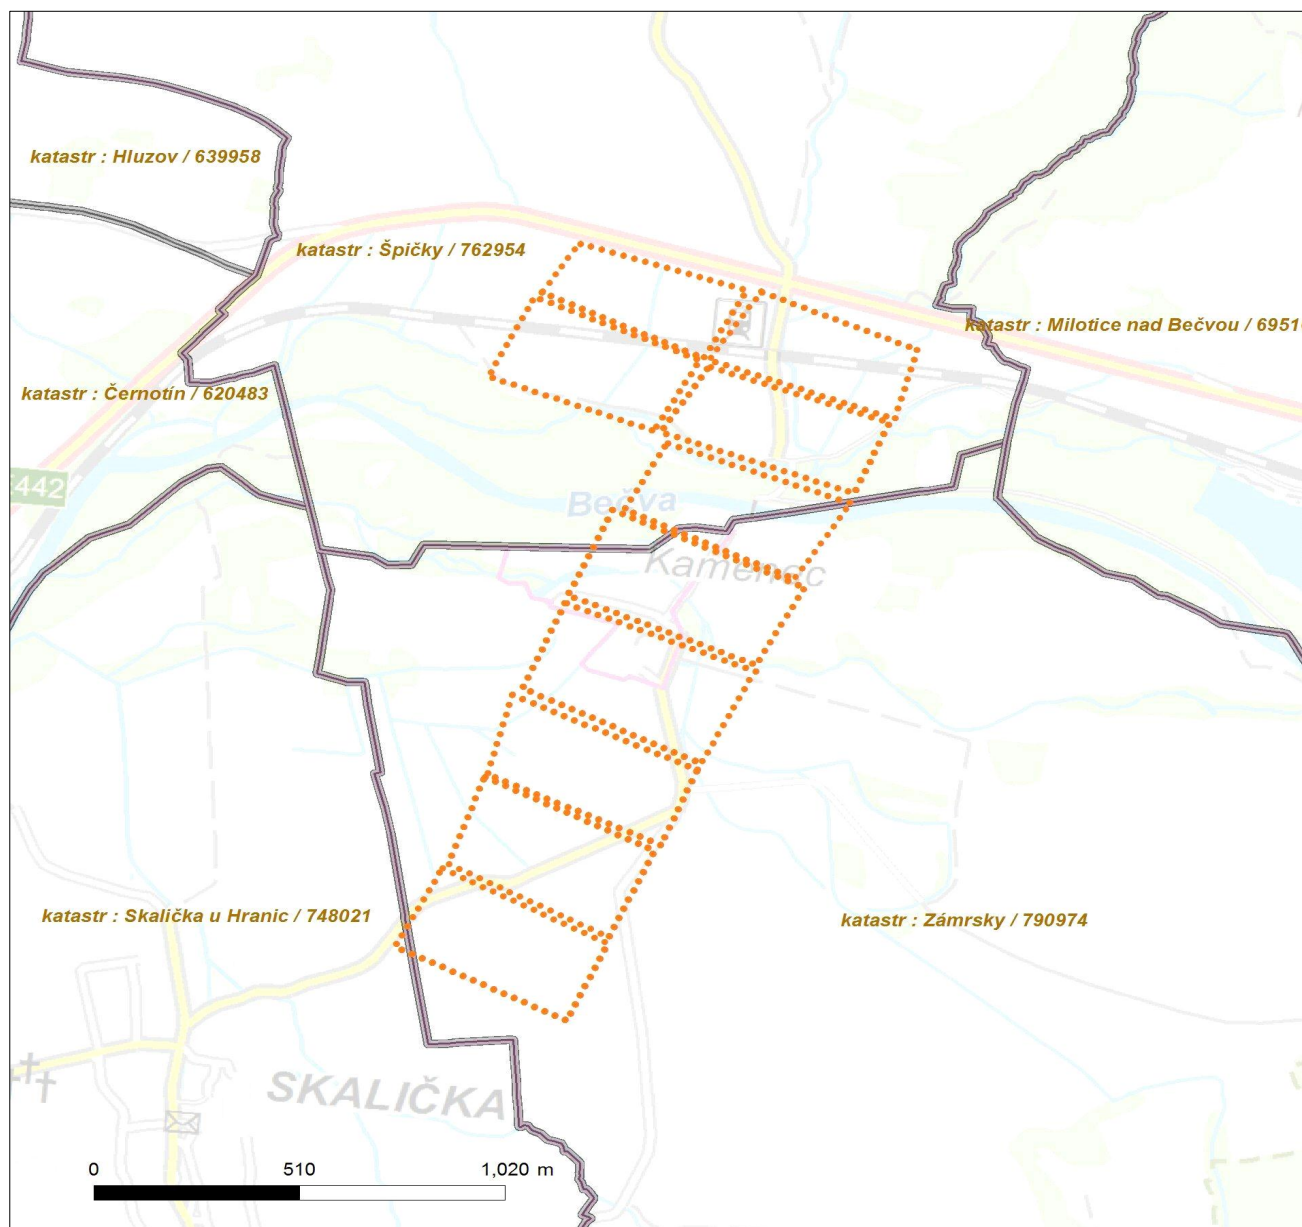 katastr : Hluzov / 639958
katastr : Špičky / 762954
katastr : Milotice nad Bečvou / 6951
katastr : Černotín / 620483
E442
Bečva
Kamenec
katastr : Skalička u Hranic / 748021
katastr : Zámrsky / 790974
SKALIČKA
0 510 1,020 m